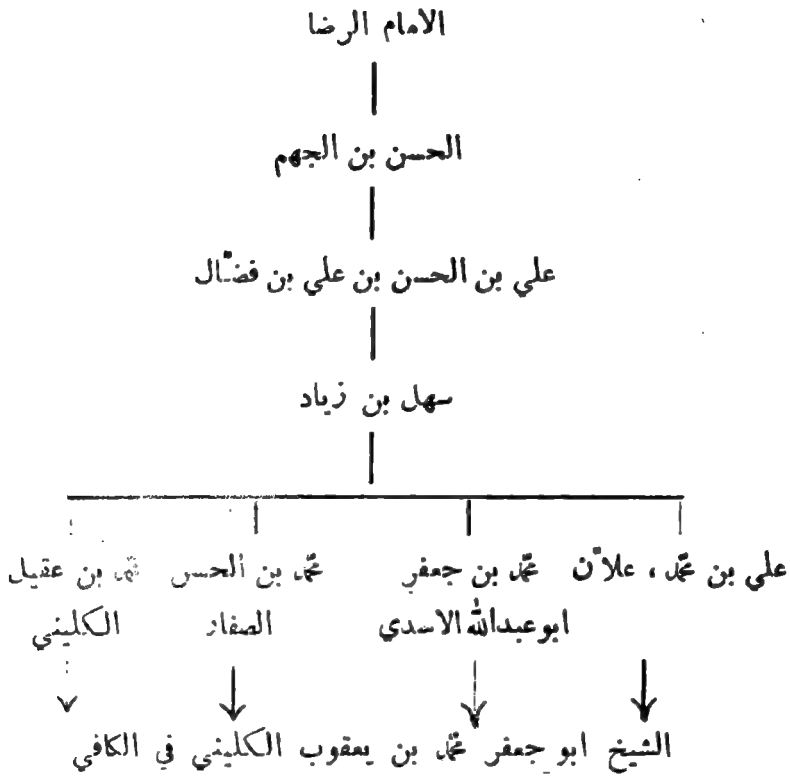 الامام الرضا
الحسن بن الجهم
علي بن الحسن بن علي بن فضّال
سهل بن زياد
علي بن محمّد ، علاّن
محمّد بن جعفر
ابو عبدالله الاسدي
محمّد بن الحسن
الصفار
محمّد بن عقيل
الكليني
الشيخ ابو جعفر محمّد بن يعقوب الكليني في الكافي